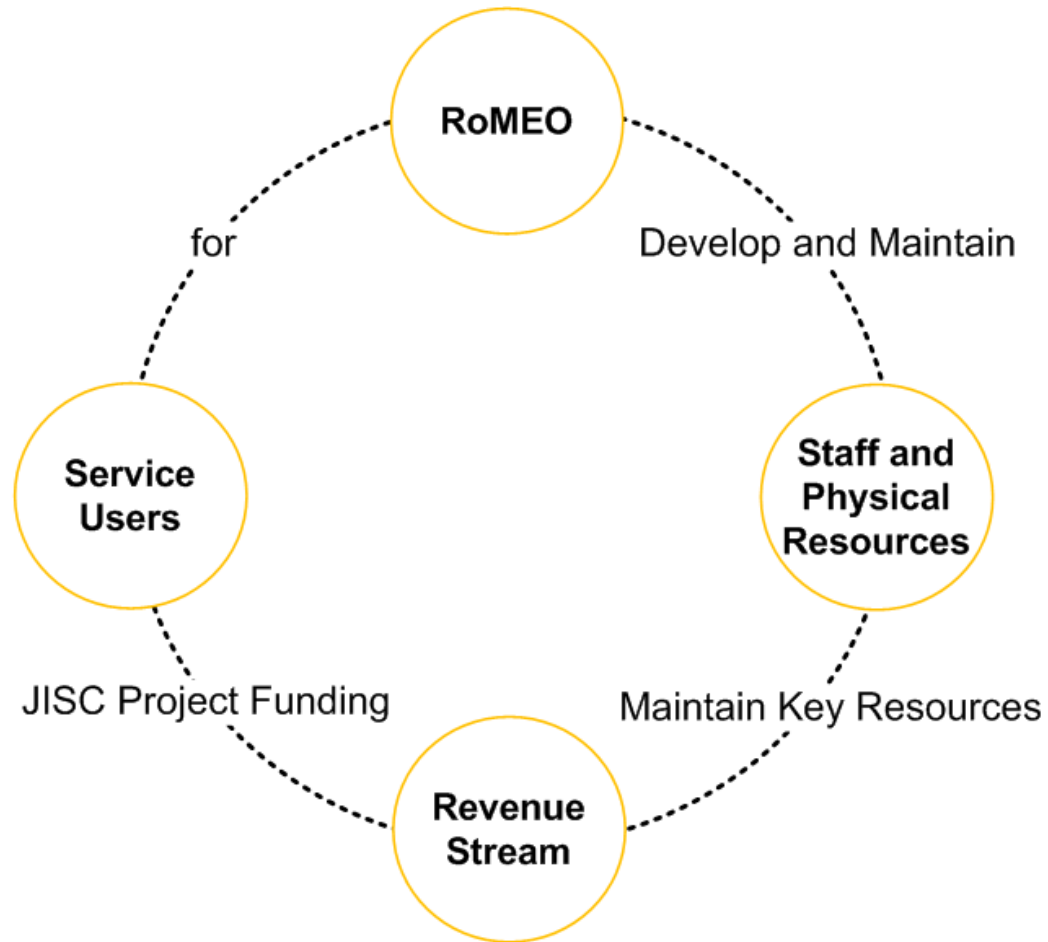 RoMEO
for
Develop and Maintain
Service
Users
Staff and
Physical
Resources
JISC Project Funding
Maintain Key Resources
Revenue
Stream